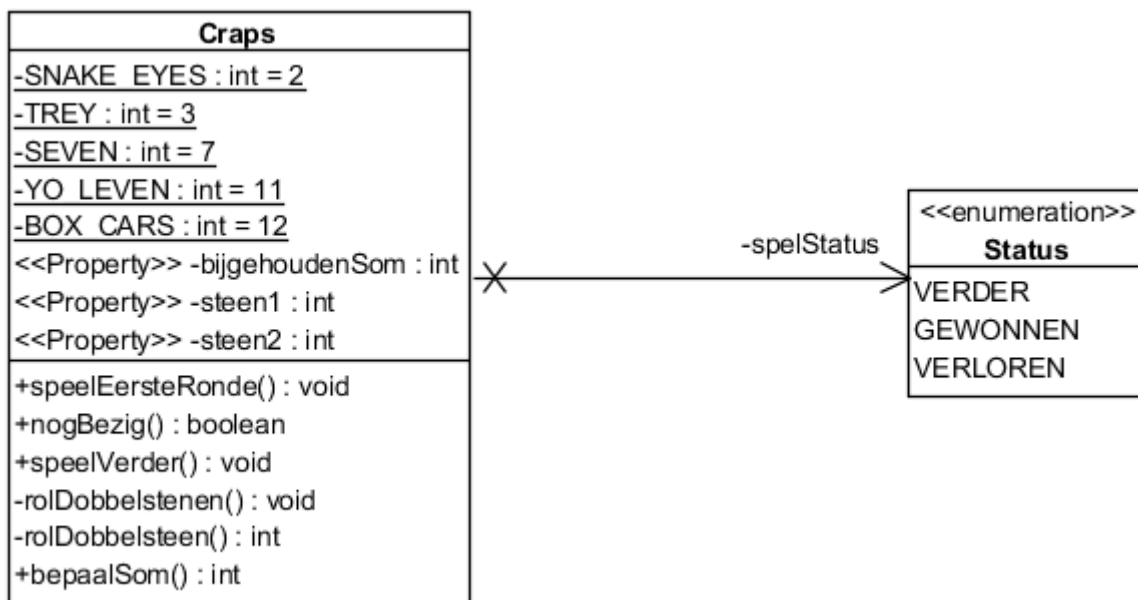 Craps
-SNAKE_EYES : int = 2
-TREY : int = 3
-SEVEN : int = 7
-YO_LEVEN : int = 11
-BOX_CARS : int = 12
<<Property>> -bijgehoudenSom : int
<<Property>> -steen1 : int
<<Property>> -steen2 : int
+speelEersteRonde() : void
+nogBezig() : boolean
+speelVerder() : void
-rolDobbelstenen() : void
-rolDobbelsteen() : int
+bepaalSom() : int
-spelStatus
<<enumeration>>
Status
VERDER
GEWONNEN
VERLOREN